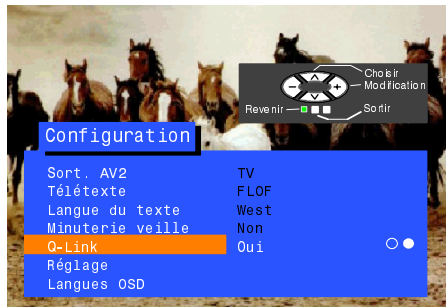 Choisir
Modification
Revenir
Sortir
Configuration
Sort. AV2 TV
Télétexte FLOF
Langue du texte West
Minuterie veille Non
Q-Link Oui
Réglage
Langues OSD